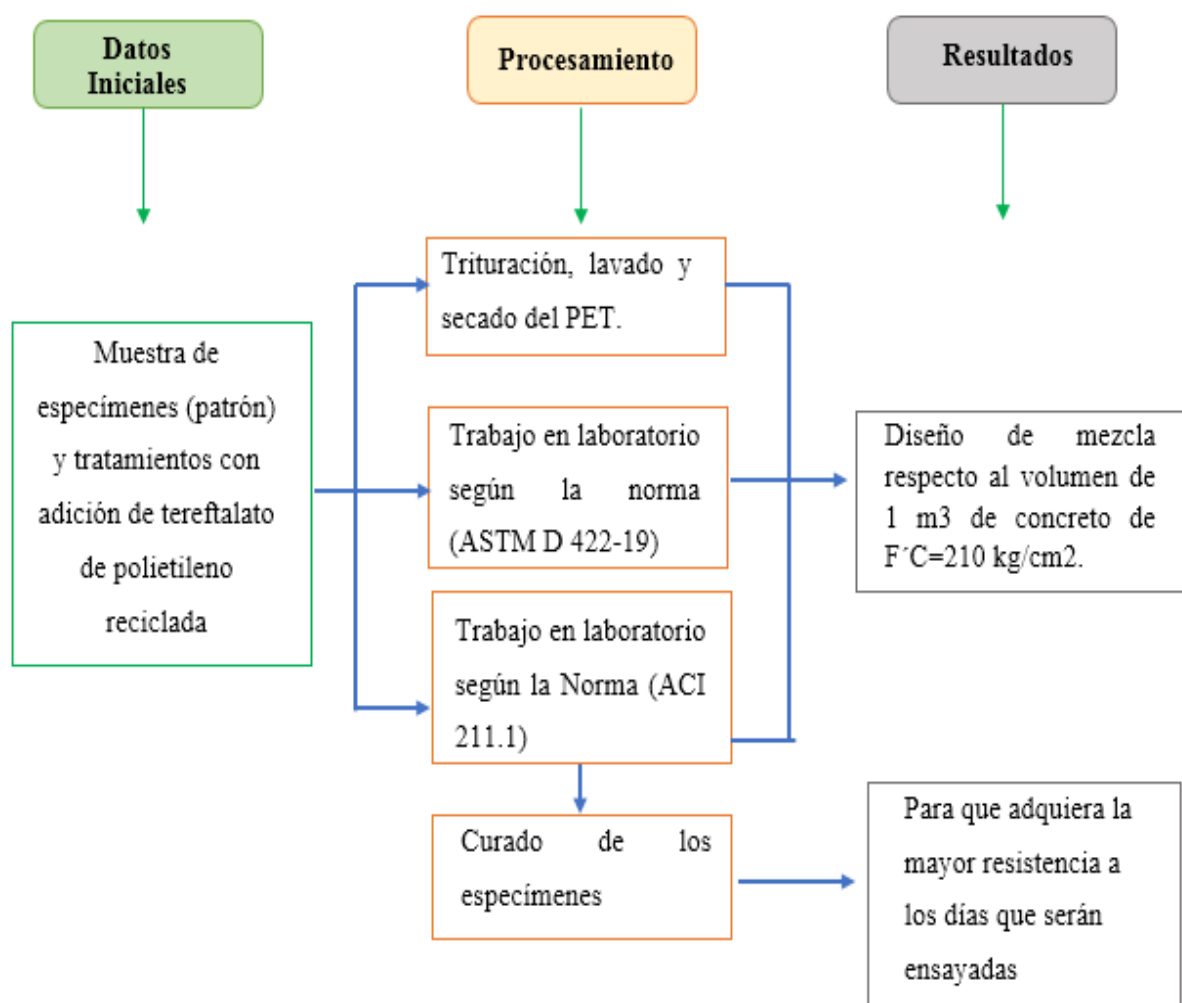 Datos
Iniciales
Procesamiento
Resultados
Muestra de
especímenes (patrón)
y tratamientos con
adición de tereftalato
de polietileno
reciclada
Trituración, lavado y
secado del PET.
Trabajo en laboratorio
según la norma
(ASTM D 422-19)
Trabajo en laboratorio
según la Norma (ACI
211.1)
Curado de los
especímenes
Diseño de mezcla
respecto al volumen de
1 m3 de concreto de
F´C=210 kg/cm2.
Para que adquiera la
mayor resistencia a
los días que serán
ensayadas